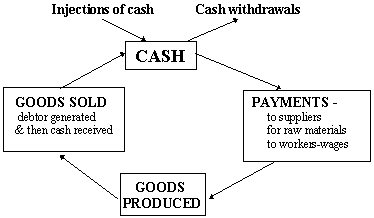 Injections of cash
Cash withdrawals
CASH
GOODS SOLD
debtor generated
& then cash received
PAYMENTS -
to suppliers
for raw materials
to workers-wages
GOODS
PRODUCED